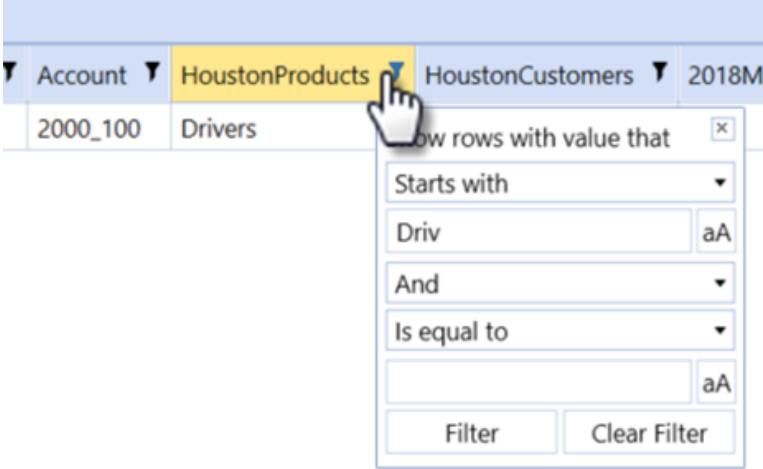 Account HoustonProducts HoustonCustomers 2018M
2000_100 Drivers
ow rows with value that
Starts with
Driv aA
And
Is equal to
aA
Filter Clear Filter